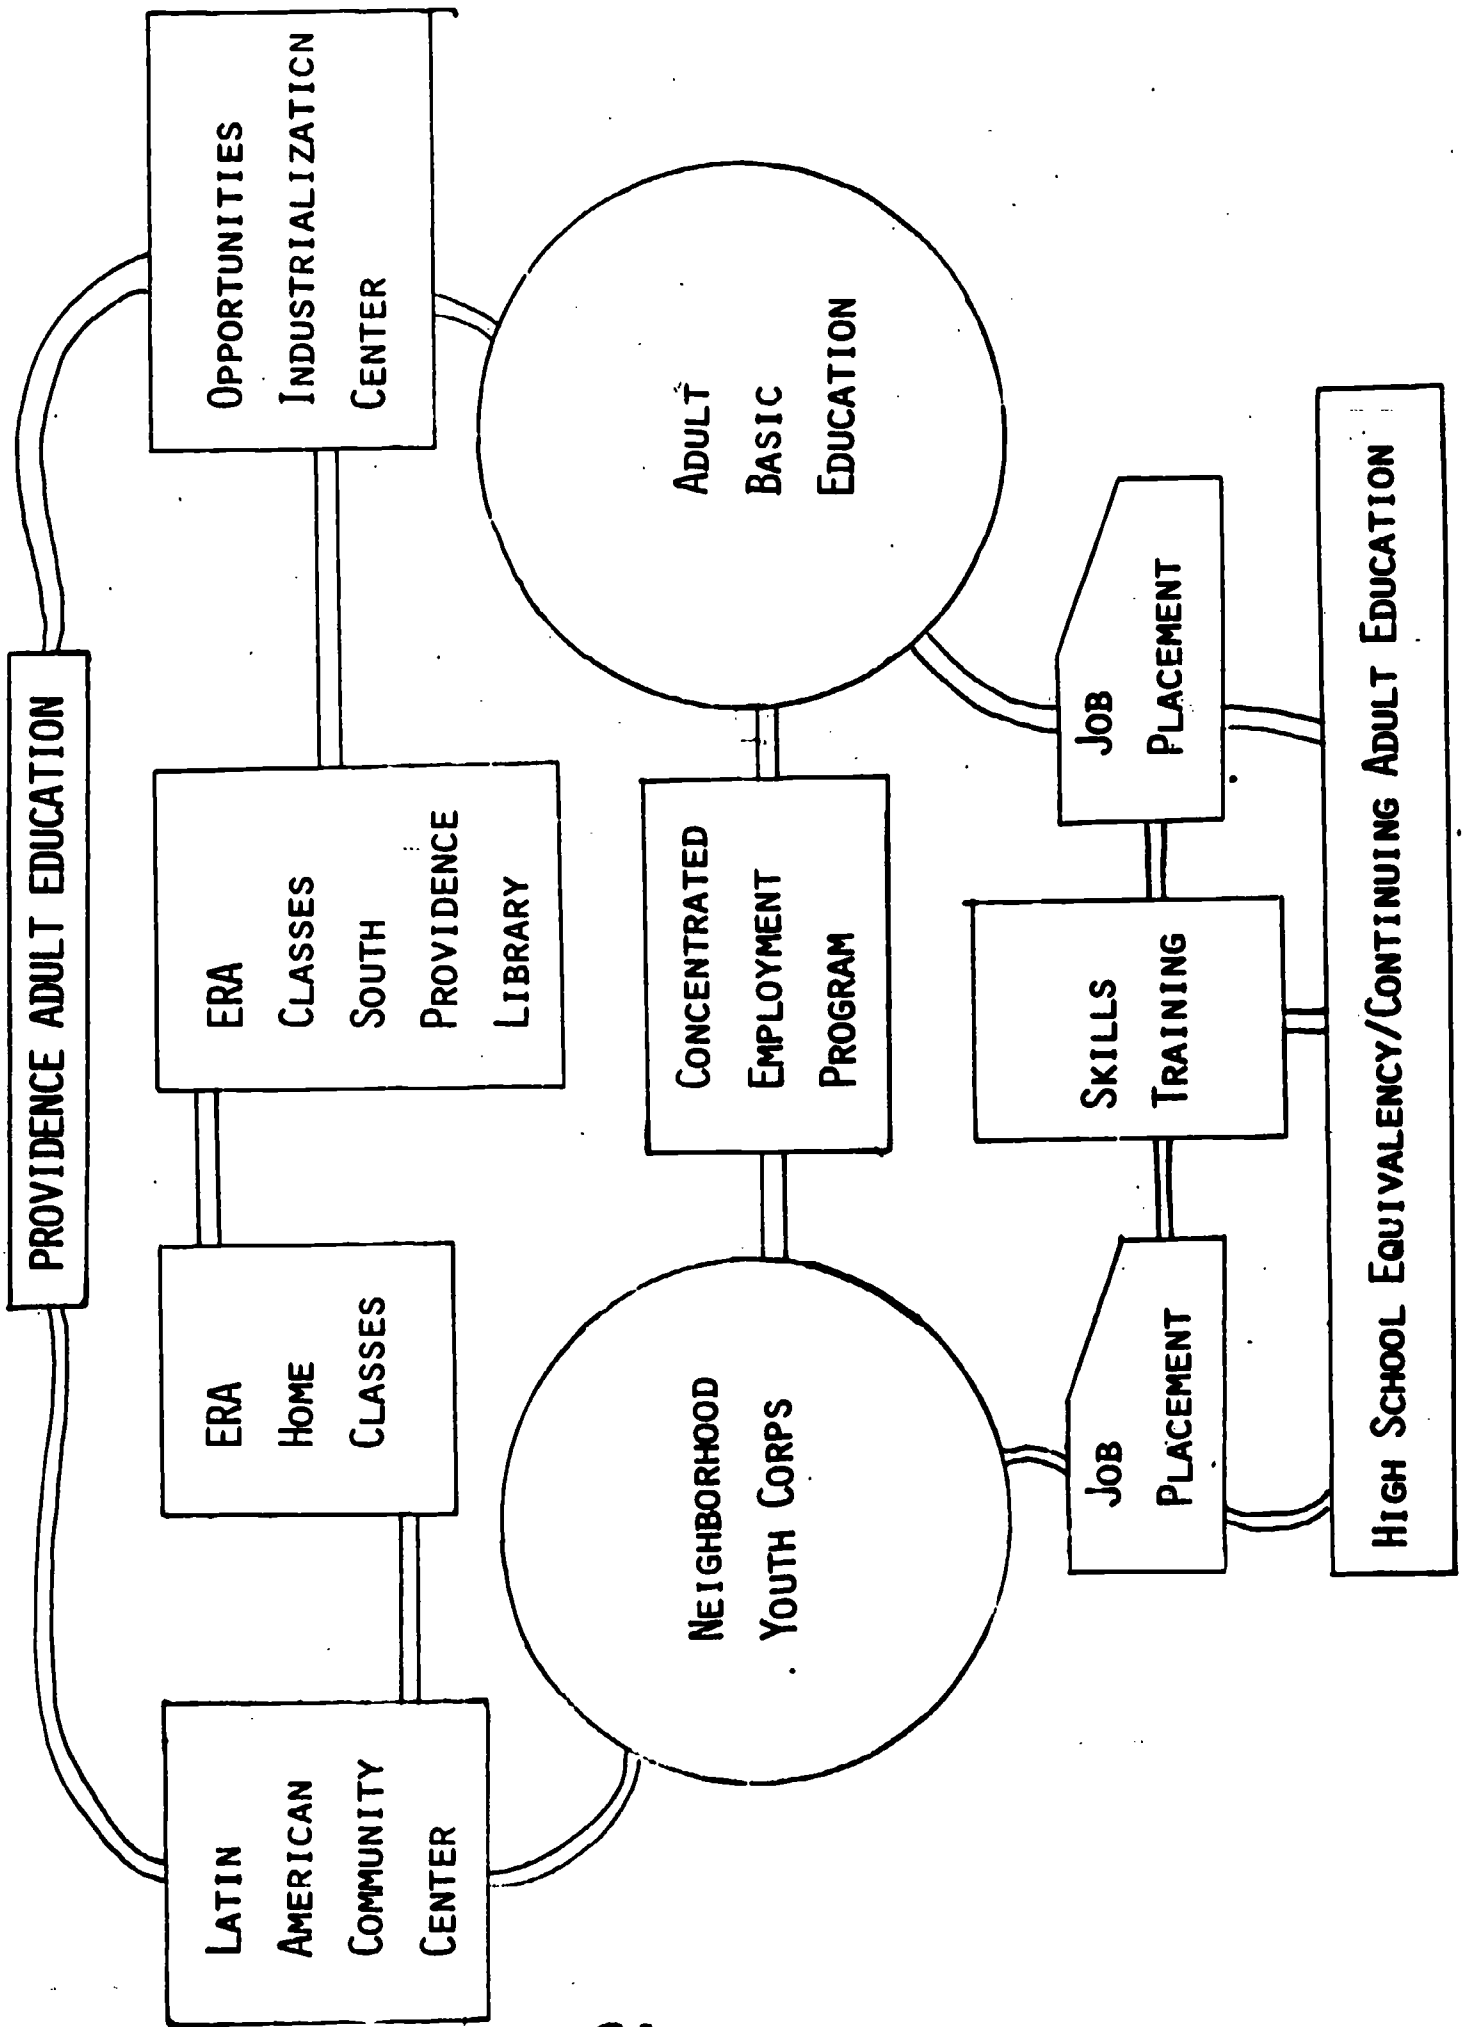 PROVIDENCE ADULT EDUCATION
LATIN
AMERICAN
COMMUNITY
CENTER
ERA
HOME
CLASSES
ERA
CLASSES
SOUTH
PROVIDENCE
LIBRARY
OPPORTUNITIES
INDUSTRIALIZATION
CENTER
NEIGHBORHOOD
YOUTH CORPS
CONCENTRATED
EMPLOYMENT
PROGRAM
ADULT
BASIC
EDUCATION
JOB
PLACEMENT
SKILLS
TRAINING
JOB
PLACEMENT
HIGH SCHOOL EQUIVALENCY/CONTINUING ADULT EDUCATION